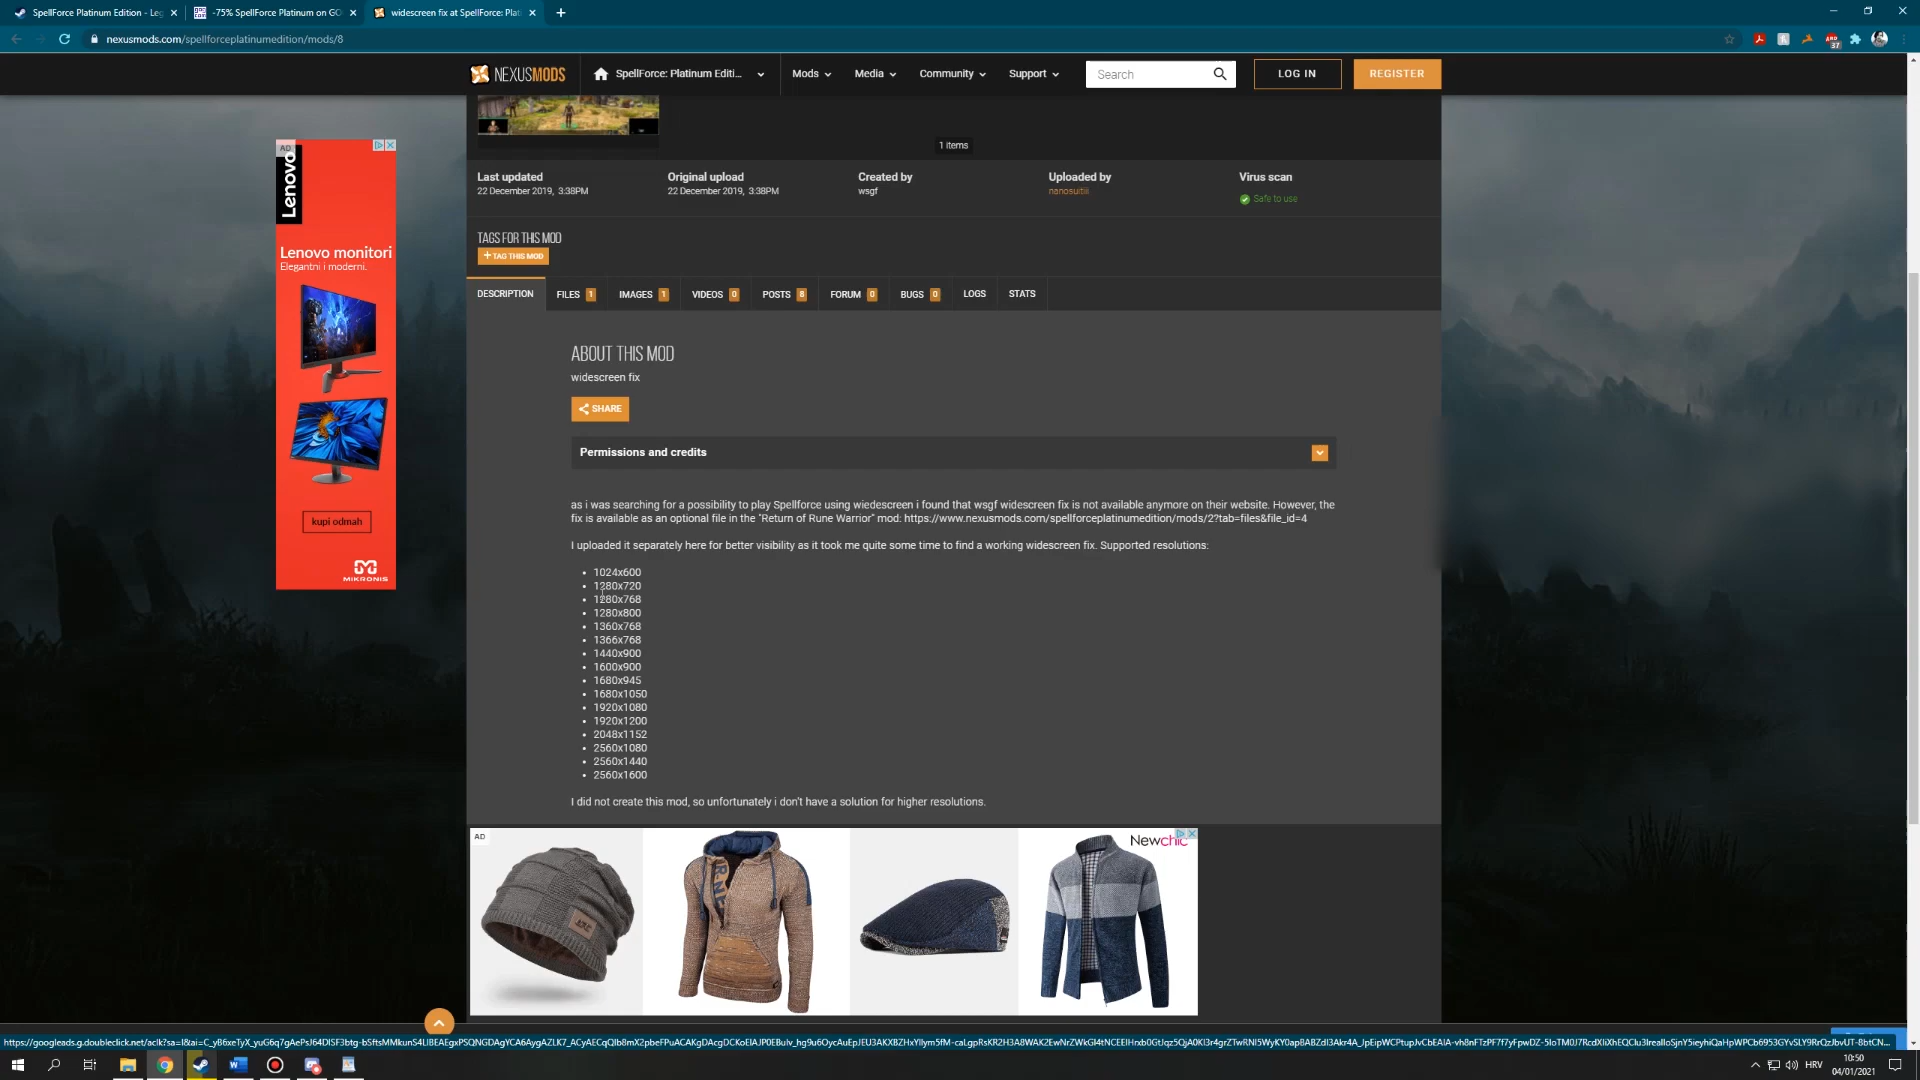 SpellForce Platinum Edition - Leg
-75% SpellForce Platinum on GO
widescreen fix at SpellForce: Plat
nexusmods.com/spellforceplatinumedition/mods/8
NEXUSMODS
SpellForce: Platinum Editi...
Mods
Media
Community
Support
Search
LOG IN
REGISTER
1 items
Last updated
22 December 2019, 3:38PM
Original upload
22 December 2019, 3:38PM
Created by
wsgf
Uploaded by
nanosuitiii
Virus scan
Safe to use
TAGS FOR THIS MOD
+ TAG THIS MOD
DESCRIPTION
FILES 1
IMAGES 1
VIDEOS 0
POSTS 8
FORUM 0
BUGS 0
LOGS
STATS
ABOUT THIS MOD
widescreen fix
SHARE
Permissions and credits
as i was searching for a possibility to play Spellforce using wiedescreen i found that wsgf widescreen fix is not available anymore on their website. However, the
fix is available as an optional file in the "Return of Rune Warrior" mod: https://www.nexusmods.com/spellforceplatinumedition/mods/2?tab=files&file_id=4
I uploaded it separately here for better visibility as it took me quite some time to find a working widescreen fix. Supported resolutions:
• 1024x600
• 1280x720
• 1280x768
• 1280x800
• 1360x768
• 1366x768
• 1440x900
• 1600x900
• 1680x945
• 1680x1050
• 1920x1080
• 1920x1200
• 2048x1152
• 2560x1080
• 2560x1440
• 2560x1600
I did not create this mod, so unfortunately i don't have a solution for higher resolutions.
AD
Lenovo
Lenovo monitori
Elegantni i moderni.
kupi odmah
MIKRONIS
AD
Newchic
HRV
10:50
04/01/2021